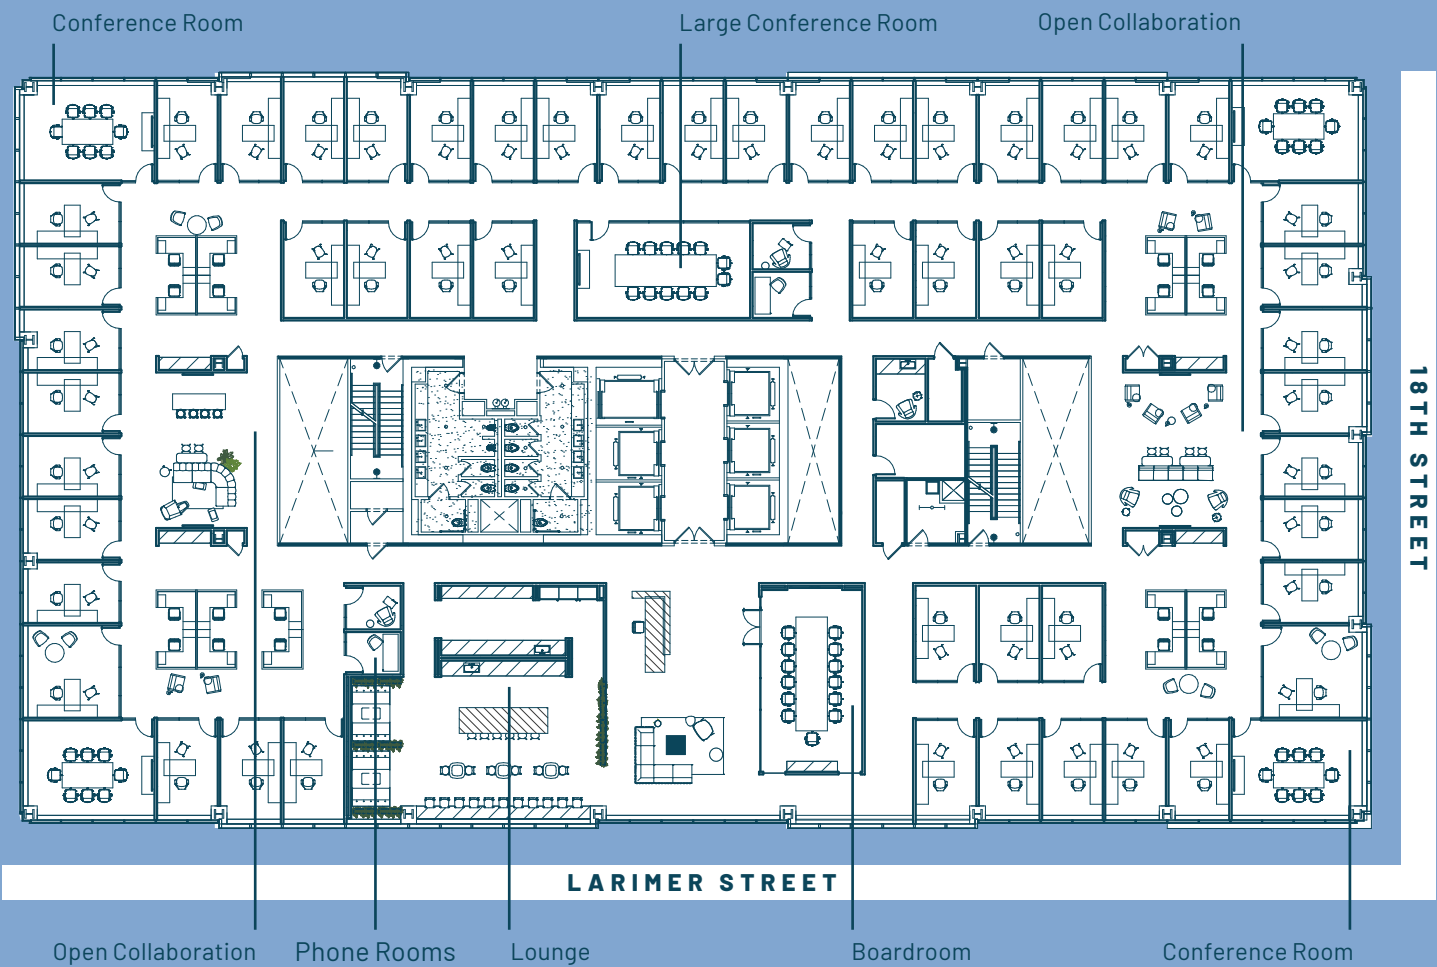 Conference Room
Large Conference Room
Open Collaboration
18TH STREET
LARIMER STREET
Open Collaboration
Phone Rooms
Lounge
Boardroom
Conference Room